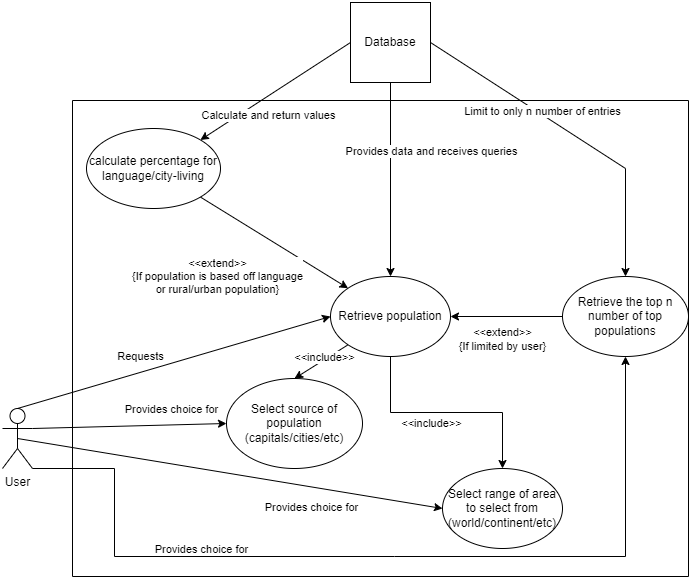 Database
Calculate and return values
Limit to only n number of entries
Provides data and receives queries
calculate percentage for
language/city-living
<<extend>>
{If population is based off language
or rural/urban population}
Retrieve population
<<extend>>
{If limited by user}
Retrieve the top n
number of top
populations
Requests
<<include>>
Provides choice for
Select source of
population
(capitals/cities/etc)
<<include>>
User
Provides choice for
Select range of area
to select from
(world/continent/etc)
Provides choice for